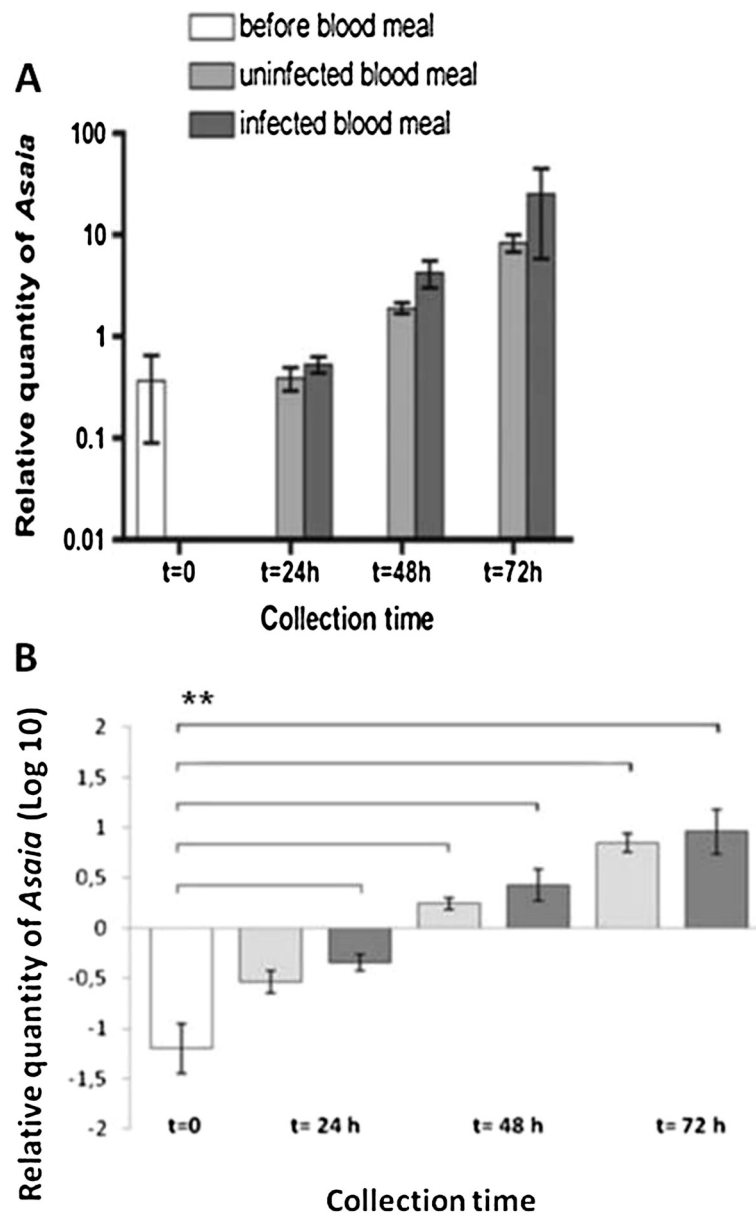 before blood meal
uninfected blood meal
infected blood meal
A
Relative quantity of Asaia
100
10
1
0.1
0.01
t=0 t=24h t=48h t=72h
Collection time
B
Relative quantity of Asaia (Log 10)
**
2
1,5
1
0,5
0
-0,5
-1
-1,5
-2
t=0 t= 24 h t= 48 h t= 72 h
Collection time